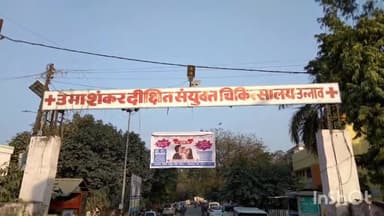 + उमाशंकर दीक्षित संयुक्त चिकित्सालय उन्नाव +
InShot